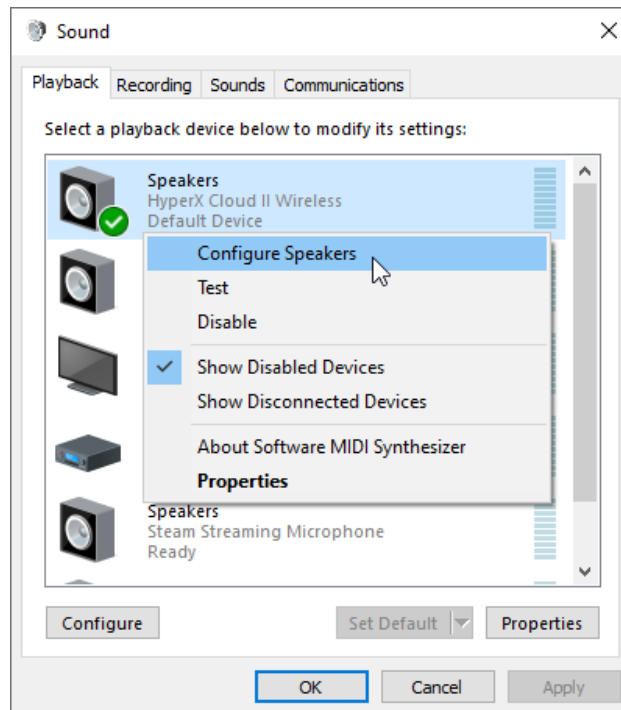 Sound
Playback
Recording
Sounds
Communications
Select a playback device below to modify its settings:
Speakers
HyperX Cloud II Wireless
Default Device
Configure Speakers
Test
Disable
Show Disabled Devices
Show Disconnected Devices
About Software MIDI Synthesizer
Properties
Speakers
Steam Streaming Microphone
Ready
Configure
Set Default
Properties
OK
Cancel
Apply